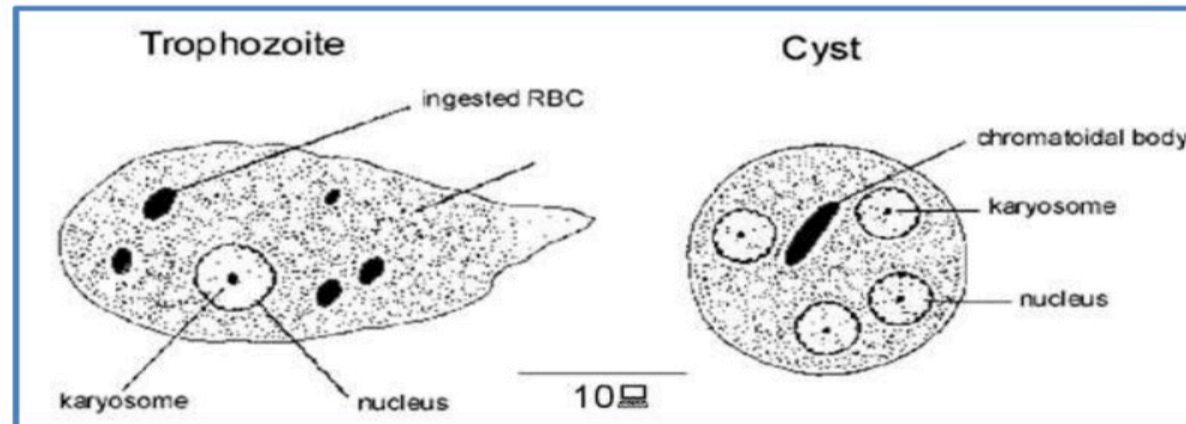 Trophozoite
Cyst
ingested RBC
chromatoidal body
karyosome
nucleus
karyosome
nucleus
10💻